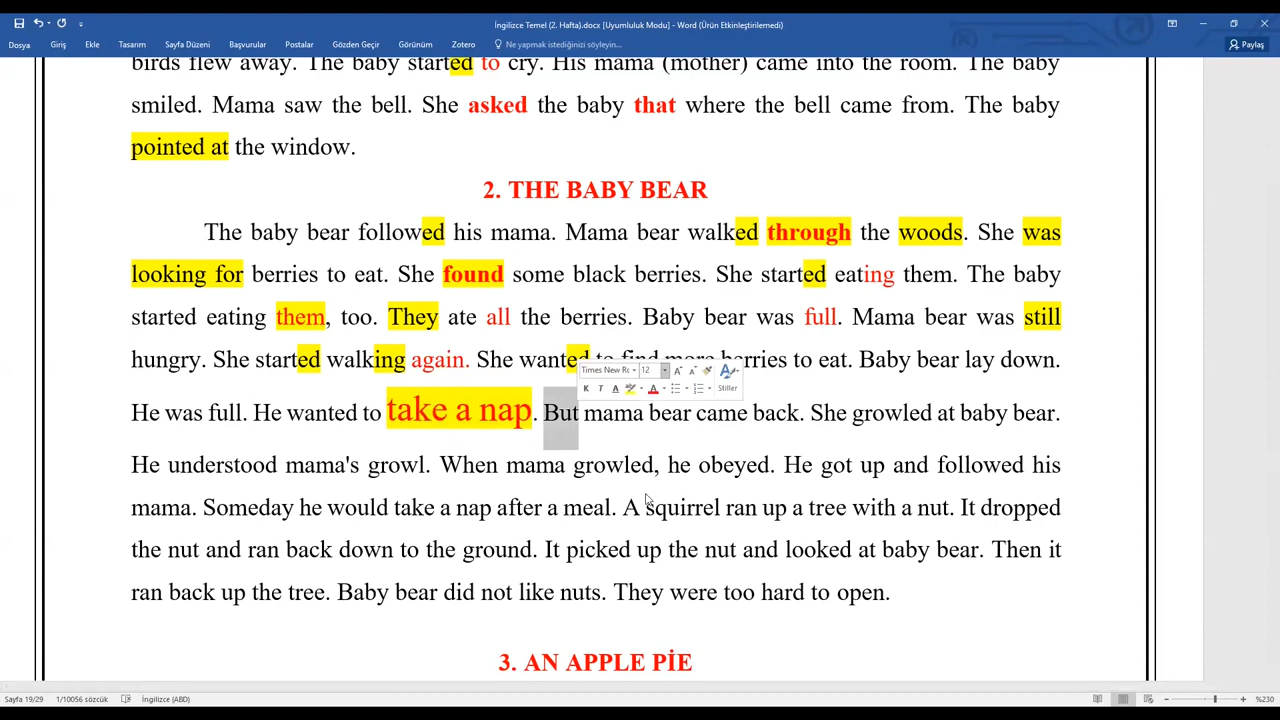 İngilizce Temel (2. Hafta).docx [Uyumluluk Modu] - Word (Ürün Etkinleştirilemedi)
Dosya Giriş Ekle Tasarım Sayfa Düzeni Başvurular Postalar Gözden Geçir Görünüm Zotero Ne yapmak istediğinizi söyleyin... Paylaş
birds flew away. The baby started to cry. His mama (mother) came into the room. The baby
smiled. Mama saw the bell. She asked the baby that where the bell came from. The baby
pointed at the window.
2. THE BABY BEAR
The baby bear followed his mama. Mama bear walked through the woods. She was
looking for berries to eat. She found some black berries. She started eating them. The baby
started eating them, too. They ate all the berries. Baby bear was full. Mama bear was still
hungry. She started walking again. She wanted to find more berries to eat. Baby bear lay down.
Times New Rc 12
Stiller
He was full. He wanted to take a nap. But mama bear came back. She growled at baby bear.
He understood mama's growl. When mama growled, he obeyed. He got up and followed his
mama. Someday he would take a nap after a meal. A squirrel ran up a tree with a nut. It dropped
the nut and ran back down to the ground. It picked up the nut and looked at baby bear. Then it
ran back up the tree. Baby bear did not like nuts. They were too hard to open.
3. AN APPLE PİE
Sayfa 19/29 1/10056 sözcük İngilizce (ABD) %230